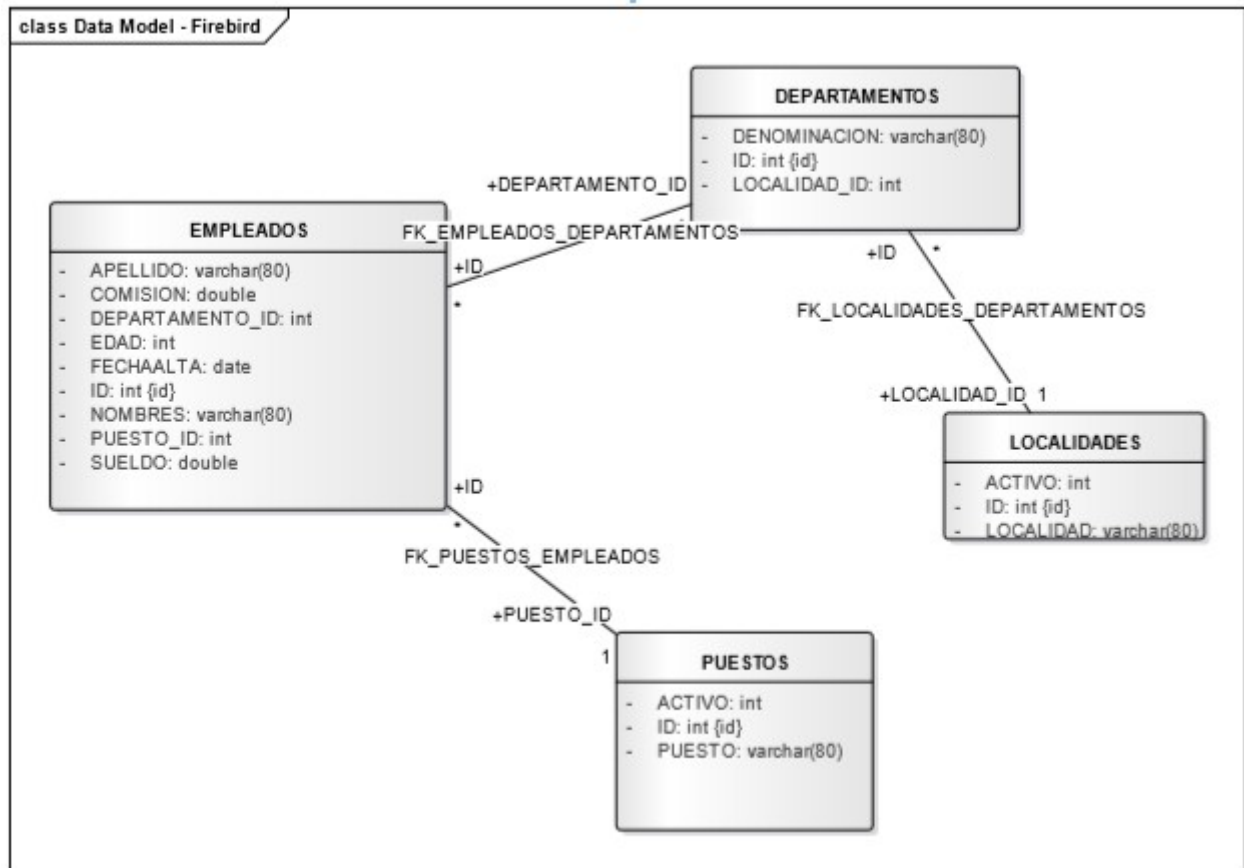 class Data Model - Firebird
DEPARTAMENTOS
- DENOMINACION: varchar(80)
- ID: int {id}
- LOCALIDAD_ID: int
+DEPARTAMENTO_ID
FK_EMPLEADOS_DEPARTAMENTOS
+ID
*
EMPLEADOS
- APELLIDO: varchar(80)
- COMISION: double
- DEPARTAMENTO_ID: int
- EDAD: int
- FECHAALTA: date
- ID: int {id}
- NOMBRES: varchar(80)
- PUESTO_ID: int
- SUELDO: double
+ID
*
FK_LOCALIDADES_DEPARTAMENTOS
+LOCALIDAD_ID 1
LOCALIDADES
- ACTIVO: int
- ID: int {id}
- LOCALIDAD: varchar(80)
+ID
*
FK_PUESTOS_EMPLEADOS
+PUESTO_ID
1
PUESTOS
- ACTIVO: int
- ID: int {id}
- PUESTO: varchar(80)